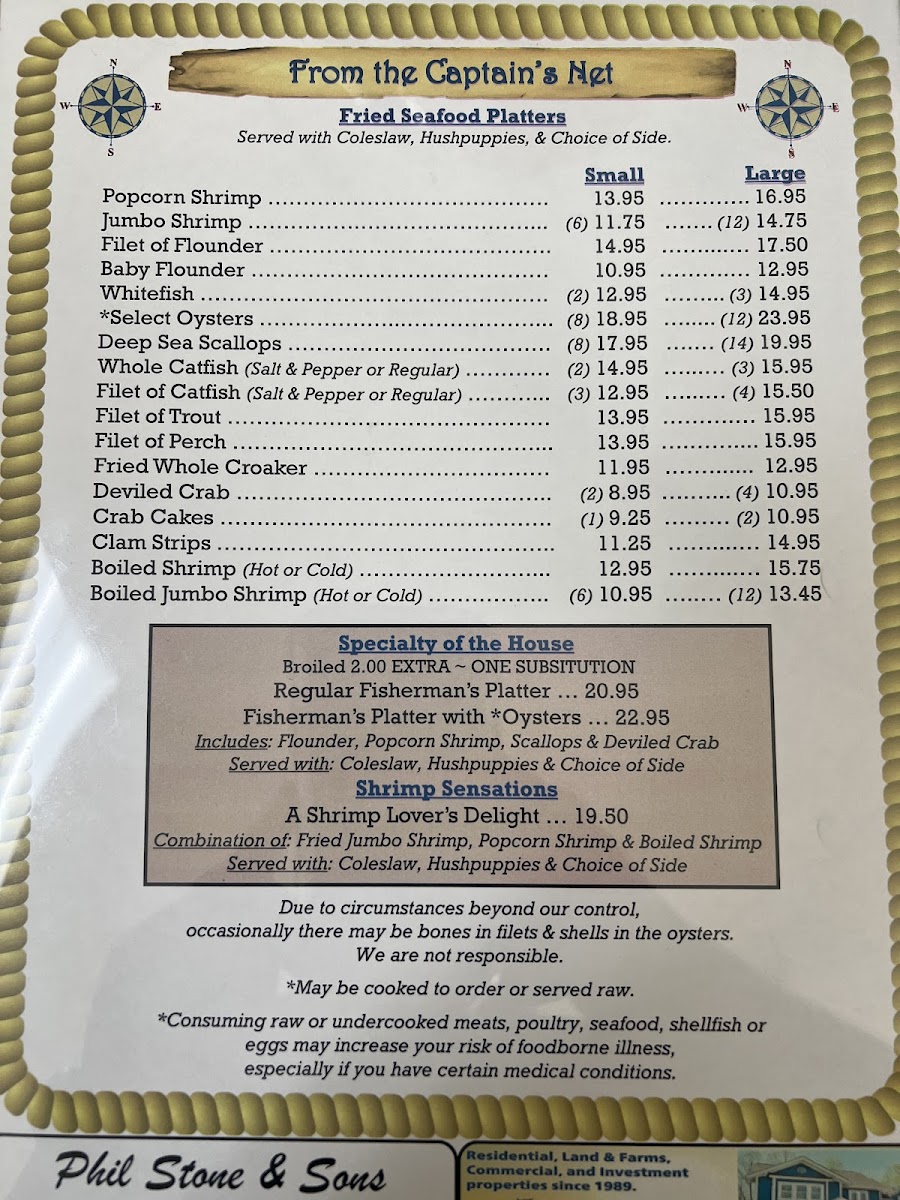 From the Captain's Net
N
W E
S
N
W E
S
Fried Seafood Platters
Served with Coleslaw, Hushpuppies, & Choice of Side.
Small Large
Popcorn Shrimp ........................................ 13.95 ............. 16.95
Jumbo Shrimp ........................................... (6) 11.75 ....... (12) 14.75
Filet of Flounder ........................................ 14.95 ............. 17.50
Baby Flounder ........................................... 10.95 ............. 12.95
Whitefish .................................................. (2) 12.95 ......... (3) 14.95
*Select Oysters .......................................... (8) 18.95 ........ (12) 23.95
Deep Sea Scallops ..................................... (8) 17.95 ....... (14) 19.95
Whole Catfish (Salt & Pepper or Regular) ............ (2) 14.95 ......... (3) 15.95
Filet of Catfish (Salt & Pepper or Regular) ............ (3) 12.95 ......... (4) 15.50
Filet of Trout .............................................. 13.95 ............. 15.95
Filet of Perch .............................................. 13.95 .............. 15.95
Fried Whole Croaker .................................. 11.95 ............. 12.95
Deviled Crab ............................................. (2) 8.95 .......... (4) 10.95
Crab Cakes ............................................... (1) 9.25 ......... (2) 10.95
Clam Strips ................................................ 11.25 ............. 14.95
Boiled Shrimp (Hot or Cold) ........................... 12.95 ............. 15.75
Boiled Jumbo Shrimp (Hot or Cold) ................. (6) 10.95 ........ (12) 13.45
Specialty of the House
Broiled 2.00 EXTRA ~ ONE SUBSITUTION
Regular Fisherman's Platter ... 20.95
Fisherman's Platter with *Oysters ... 22.95
Includes: Flounder, Popcorn Shrimp, Scallops & Deviled Crab
Served with: Coleslaw, Hushpuppies & Choice of Side
Shrimp Sensations
A Shrimp Lover's Delight ... 19.50
Combination of: Fried Jumbo Shrimp, Popcorn Shrimp & Boiled Shrimp
Served with: Coleslaw, Hushpuppies & Choice of Side
Due to circumstances beyond our control,
occasionally there may be bones in filets & shells in the oysters.
We are not responsible.
*May be cooked to order or served raw.
*Consuming raw or undercooked meats, poultry, seafood, shellfish or
eggs may increase your risk of foodborne illness,
especially if you have certain medical conditions.
Phil Stone & Sons
Residential, Land & Farms,
Commercial, and Investment
properties since 1989.